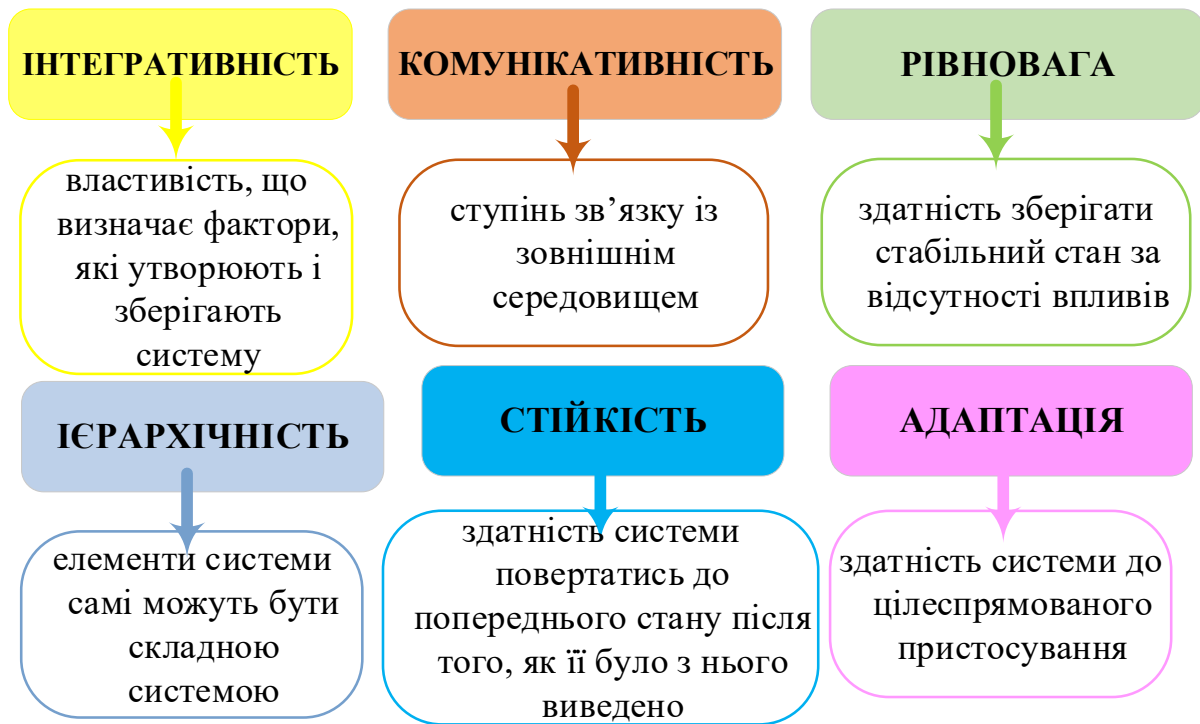 ІНТЕГРАТИВНІСТЬ
властивість, що
визначає фактори,
які утворюють і
зберігають
систему
КОМУНІКАТИВНІСТЬ
ступінь зв’язку із
зовнішнім
середовищем
РІВНОВАГА
здатність зберігати
стабільний стан за
відсутності впливів
ІЄРАРХІЧНІСТЬ
елементи системи
самі можуть бути
складною
системою
СТІЙКІСТЬ
здатність системи
повертатись до
попереднього стану після
того, як її було з нього
виведено
АДАПТАЦІЯ
здатність системи до
цілеспрямованого
пристосування